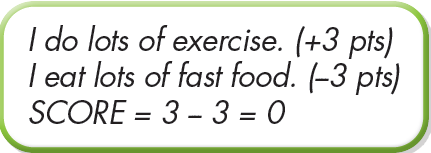 I do lots of exercise. (+3 pts)
I eat lots of fast food. (–3 pts)
SCORE = 3 – 3 = 0